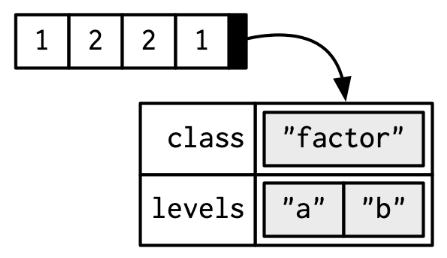 1 2 2 1
class "factor"
levels "a" "b"